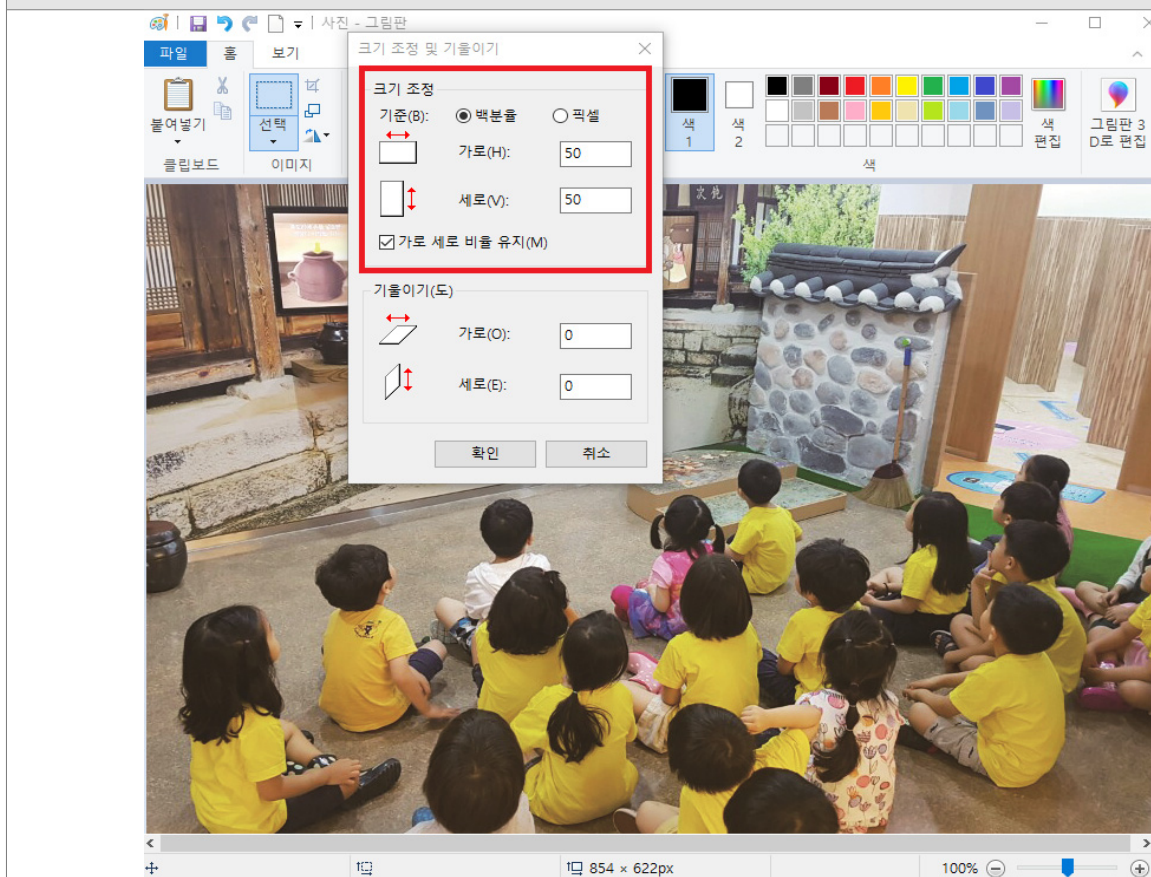 사진 - 그림판
파일 홈 보기
크기 조정 및 기울이기
붙여넣기
선택
클립보드
이미지
크기 조정
기준(B): 백분율 픽셀
가로(H): 50
세로(V): 50
가로 세로 비율 유지(M)
기울이기(도)
가로(O): 0
세로(E): 0
확인 취소
색
1
색
2
색
편집
그림판 3
D로 편집
색
854 × 622px
100%